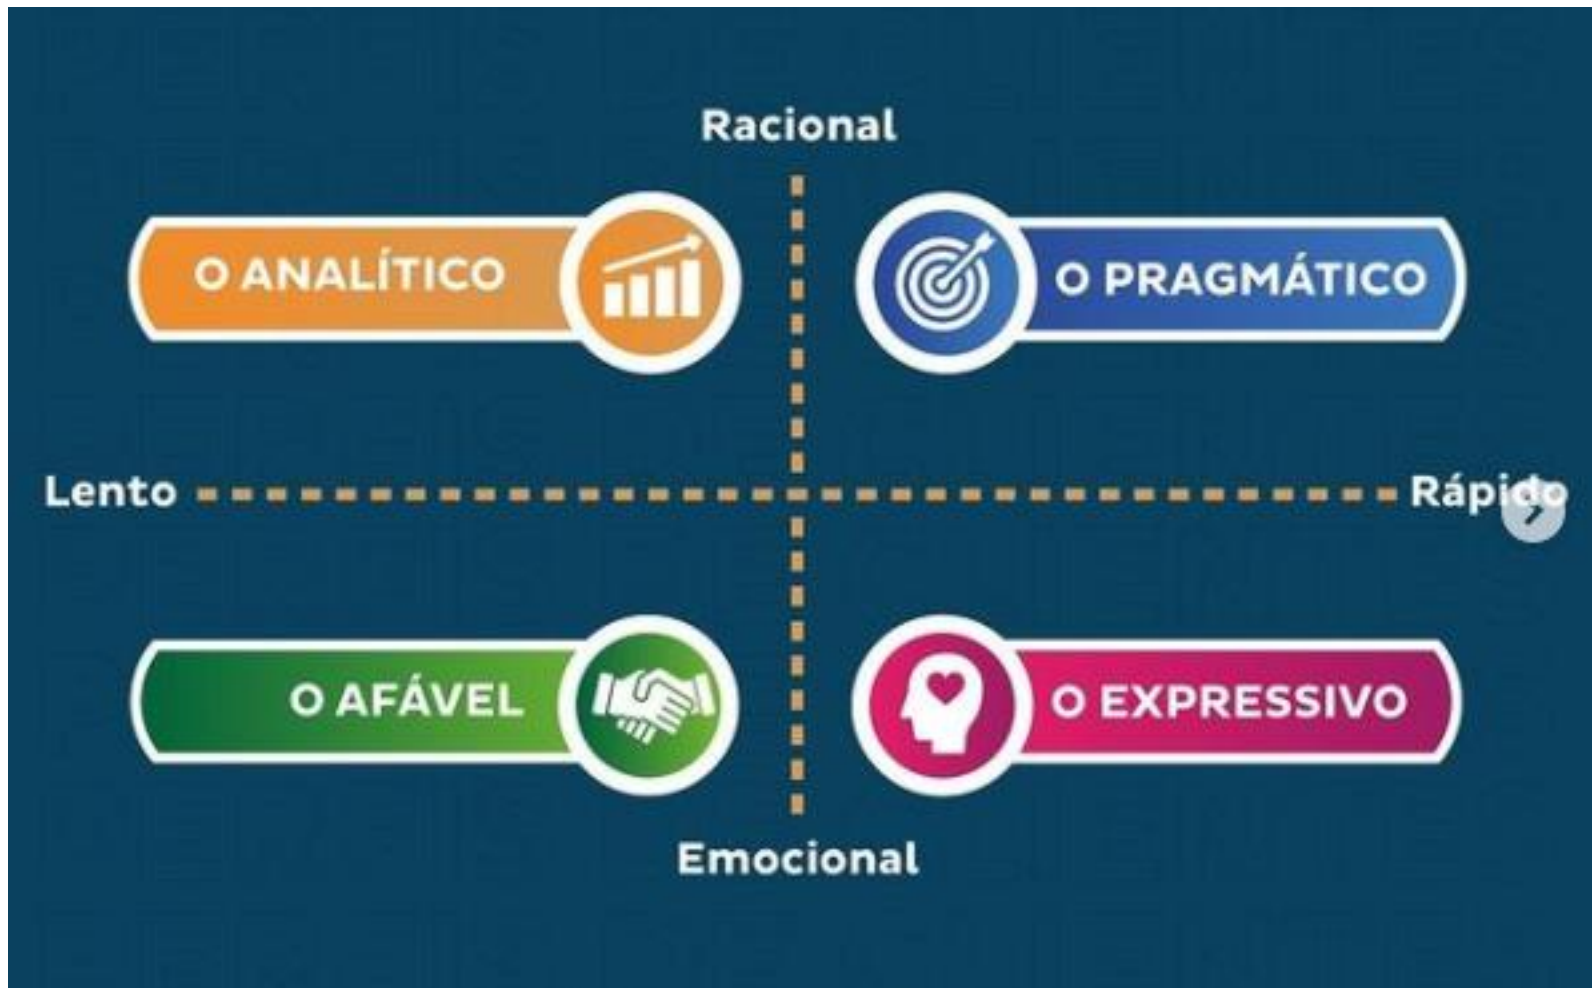 Racional
O ANALÍTICO
O PRAGMÁTICO
Lento
Rápido
O AFÁVEL
O EXPRESSIVO
Emocional